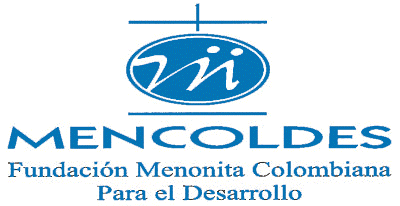 MENCOLDES
Fundación Menonita Colombiana
Para el Desarrollo